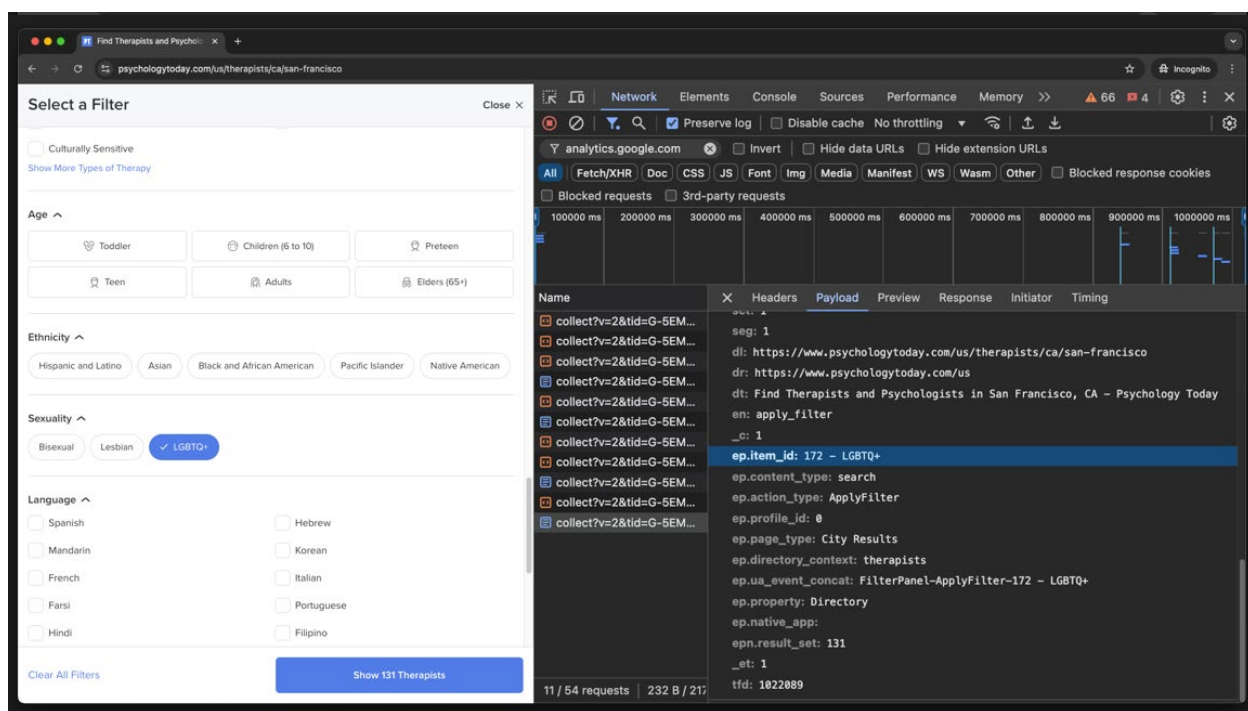 Find Therapists and Psycholo
psychologytoday.com/us/therapists/ca/san-francisco
Incognito
Select a Filter
Close ×
Culturally Sensitive
Show More Types of Therapy
Age
Toddler
Children (6 to 10)
Preteen
Teen
Adults
Elders (65+)
Ethnicity
Hispanic and Latino
Asian
Black and African American
Pacific Islander
Native American
Sexuality
Bisexual
Lesbian
✓ LGBTQ+
Language
Spanish
Hebrew
Mandarin
Korean
French
Italian
Farsi
Portuguese
Hindi
Filipino
Clear All Filters
Show 131 Therapists
Network Elements Console Sources Performance Memory >> 66 4
Preserve log Disable cache No throttling
analytics.google.com Invert Hide data URLs Hide extension URLs
All Fetch/XHR Doc CSS JS Font Img Media Manifest WS Wasm Other Blocked response cookies
Blocked requests 3rd-party requests
100000 ms 200000 ms 300000 ms 400000 ms 500000 ms 600000 ms 700000 ms 800000 ms 900000 ms 1000000 ms
Name
collect?v=2&tid=G-5EM...
collect?v=2&tid=G-5EM...
collect?v=2&tid=G-5EM...
collect?v=2&tid=G-5EM...
collect?v=2&tid=G-5EM...
collect?v=2&tid=G-5EM...
collect?v=2&tid=G-5EM...
collect?v=2&tid=G-5EM...
collect?v=2&tid=G-5EM...
collect?v=2&tid=G-5EM...
collect?v=2&tid=G-5EM...
11 / 54 requests 232 B / 217
Headers Payload Preview Response Initiator Timing
seg: 1
dl: https://www.psychologytoday.com/us/therapists/ca/san-francisco
dr: https://www.psychologytoday.com/us
dt: Find Therapists and Psychologists in San Francisco, CA - Psychology Today
en: apply_filter
_c: 1
ep.item_id: 172 - LGBTQ+
ep.content_type: search
ep.action_type: ApplyFilter
ep.profile_id: 0
ep.page_type: City Results
ep.directory_context: therapists
ep.ua_event_concat: FilterPanel-ApplyFilter-172 - LGBTQ+
ep.property: Directory
ep.native_app:
epn.result_set: 131
_et: 1
tfd: 1022089